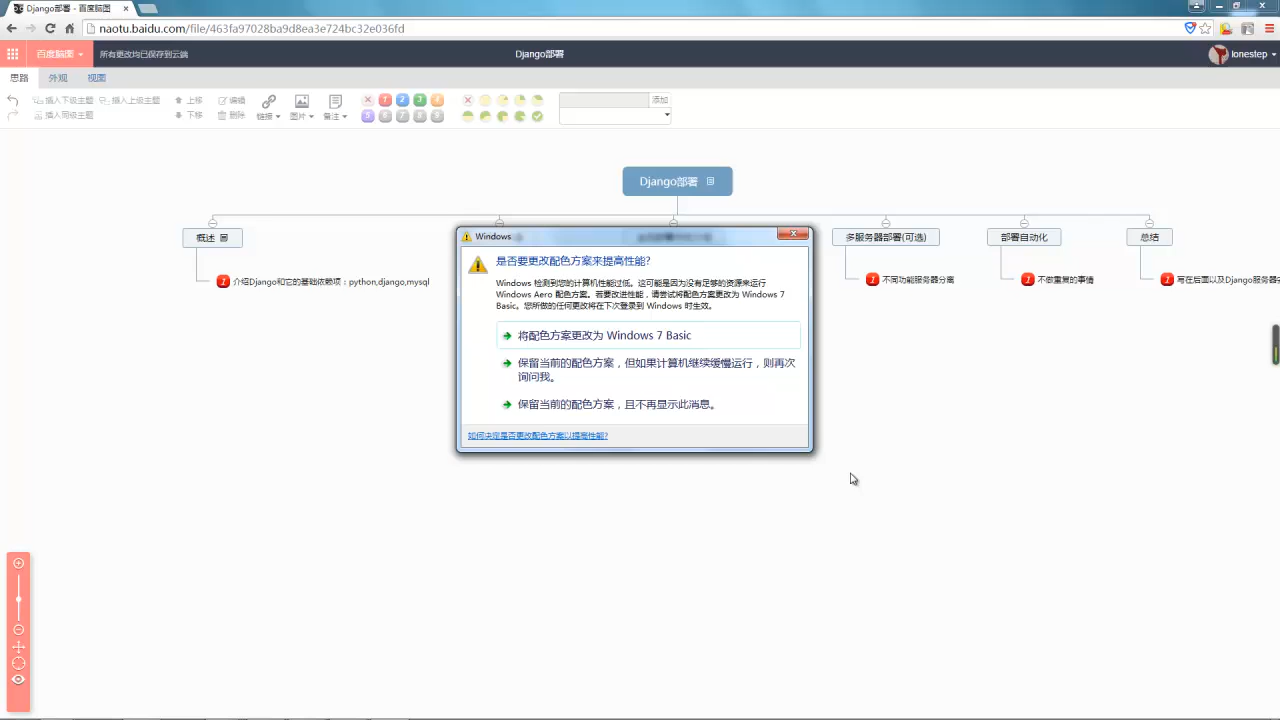 Django部署 - 百度脑图
naotu.baidu.com/file/463fa97028ba9d8ea3e724bc32e036fd
百度脑图
所有更改均已保存到云端
Django部署
lonestep
思路
外观
视图
插入下级主题
插入上级主题
上移
编辑
插入同级主题
下移
删除
链接
图片
备注
1 2 3 4
5 6 7 8 9
添加
Django部署
概述
多服务器部署(可选)
部署自动化
总结
1 介绍Django和它的基础依赖项：python,django,mysql
1 不同功能服务器分离
1 不做重复的事情
1 写在后面以及Django服务器
Windows
是否要更改配色方案来提高性能?
Windows 检测到您的计算机性能过低。这可能是因为没有足够的资源来运行
Windows Aero 配色方案。若要改进性能，请尝试将配色方案更改为 Windows 7
Basic。您所做的任何更改将在下次登录到 Windows 时生效。
将配色方案更改为 Windows 7 Basic
保留当前的配色方案，但如果计算机继续缓慢运行，则再次
询问我。
保留当前的配色方案，且不再显示此消息。
如何决定是否更改配色方案以提高性能?